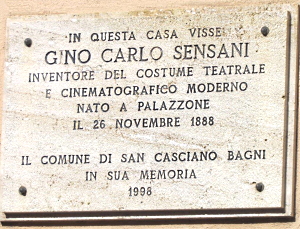 IN QUESTA CASA VISSE
GINO CARLO SENSANI
INVENTORE DEL COSTUME TEATRALE
E CINEMATOGRAFICO MODERNO
NATO A PALAZZONE
IL 26 NOVEMBRE 1888
IL COMUNE DI SAN CASCIANO BAGNI
IN SUA MEMORIA
1998